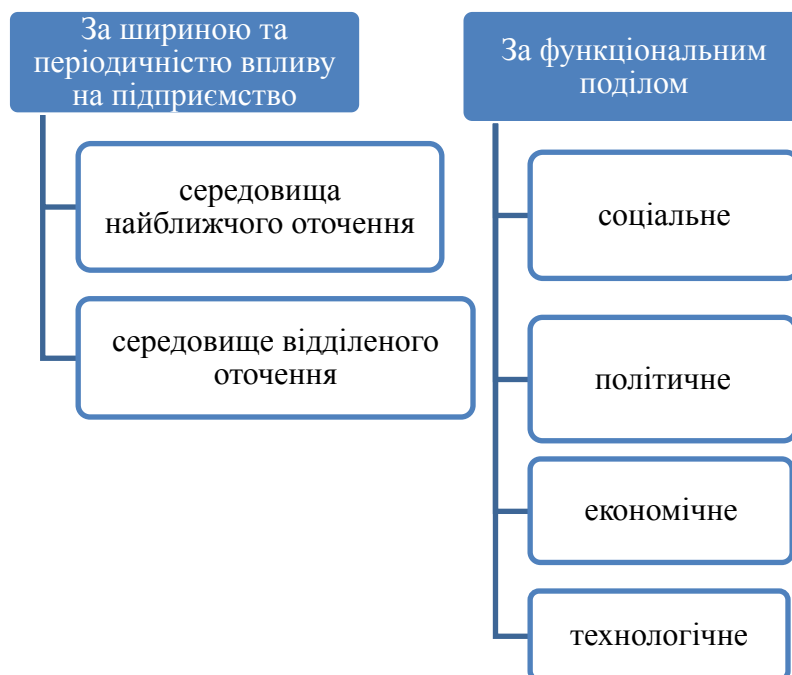 За шириною та
періодичністю впливу
на підприємство
середовища
найближчого оточення
середовище відділеного
оточення
За функціональним
поділом
соціальне
політичне
економічне
технологічне